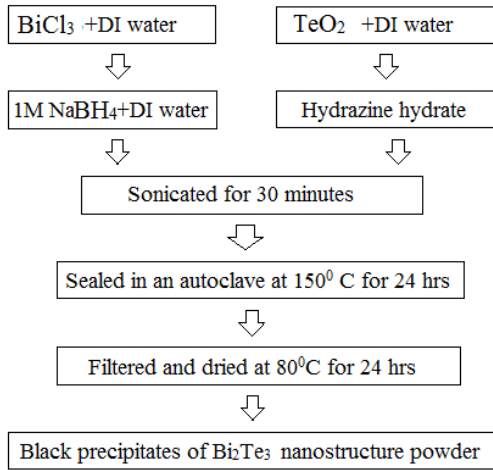 BiCl₃ +DI water
TeO₂ +DI water
1M NaBH₄+DI water
Hydrazine hydrate
Sonicated for 30 minutes
Sealed in an autoclave at 150⁰ C for 24 hrs
Filtered and dried at 80⁰C for 24 hrs
Black precipitates of Bi₂Te₃ nanostructure powder